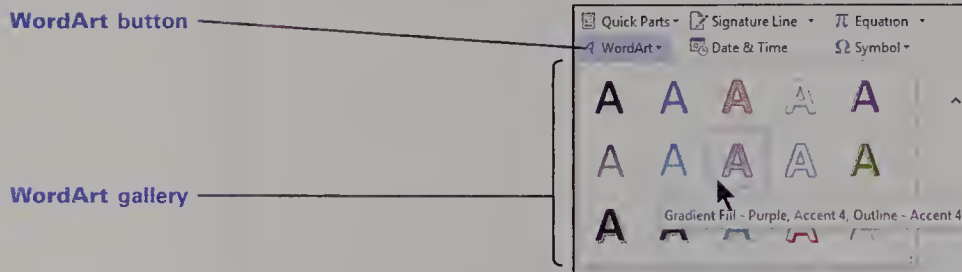 WordArt button
Quick Parts Signature Line π Equation
WordArt Date & Time Ω Symbol
A A A A A
WordArt gallery
A A A A A
Gradient Fill - Purple, Accent 4, Outline - Accent 4
A A A A A